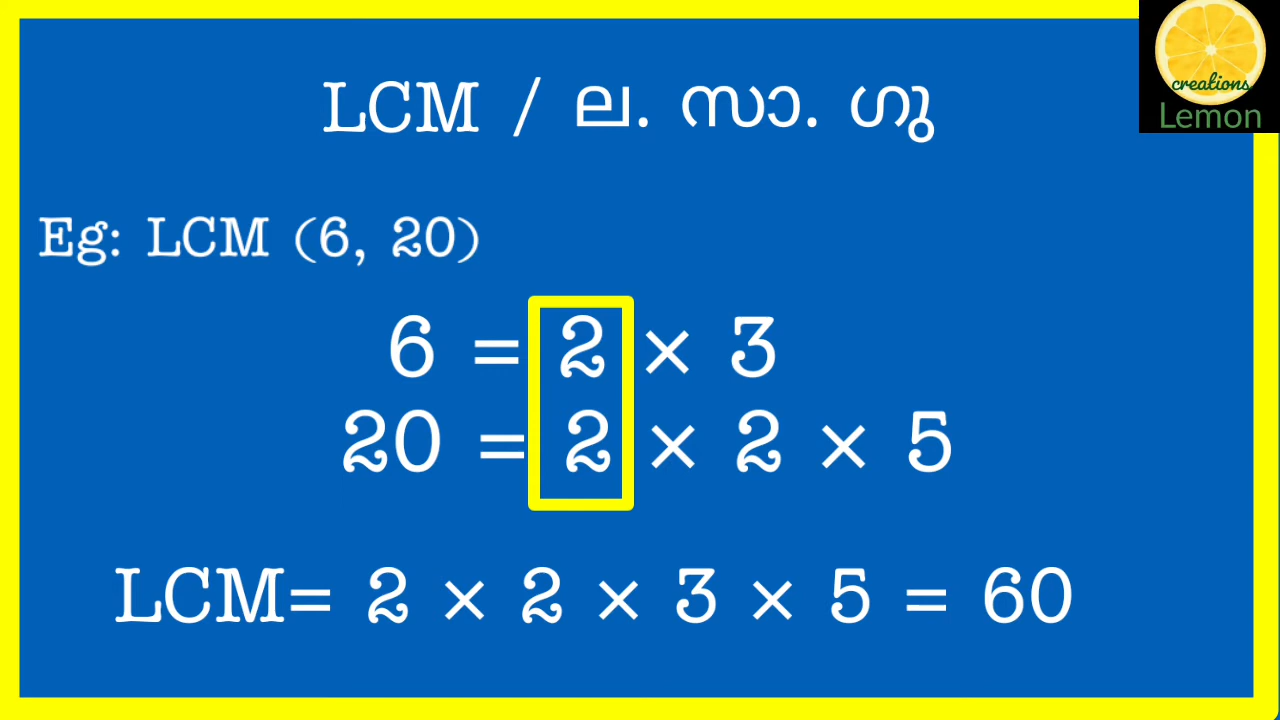 LCM / ല. സാ. ഗു
creations
Lemon
Eg: LCM (6, 20)
6 = 2 × 3
20 = 2 × 2 × 5
LCM= 2 × 2 × 3 × 5 = 60